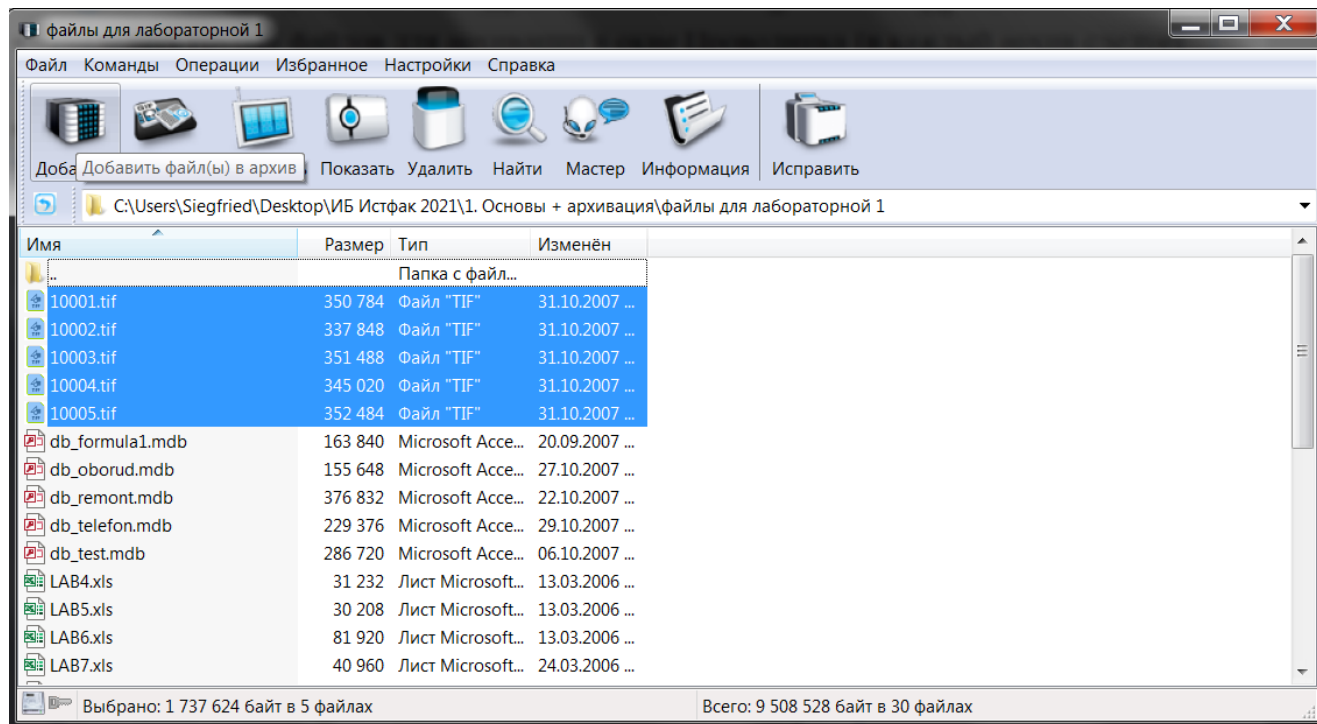 файлы для лабораторной 1
Файл Команды Операции Избранное Настройки Справка
Доба Показать Удалить Найти Мастер Информация Исправить
Добавить файл(ы) в архив
C:\Users\Siegfried\Desktop\ИБ Истфак 2021\1. Основы + архивация\файлы для лабораторной 1
Имя Размер Тип Изменён
.. Папка с файл...
10001.tif 350 784 Файл "TIF" 31.10.2007 ...
10002.tif 337 848 Файл "TIF" 31.10.2007 ...
10003.tif 351 488 Файл "TIF" 31.10.2007 ...
10004.tif 345 020 Файл "TIF" 31.10.2007 ...
10005.tif 352 484 Файл "TIF" 31.10.2007 ...
db_formula1.mdb 163 840 Microsoft Acce... 20.09.2007 ...
db_oborud.mdb 155 648 Microsoft Acce... 27.10.2007 ...
db_remont.mdb 376 832 Microsoft Acce... 22.10.2007 ...
db_telefon.mdb 229 376 Microsoft Acce... 29.10.2007 ...
db_test.mdb 286 720 Microsoft Acce... 06.10.2007 ...
LAB4.xls 31 232 Лист Microsoft... 13.03.2006 ...
LAB5.xls 30 208 Лист Microsoft... 13.03.2006 ...
LAB6.xls 81 920 Лист Microsoft... 13.03.2006 ...
LAB7.xls 40 960 Лист Microsoft... 24.03.2006 ...
Выбрано: 1 737 624 байт в 5 файлах Всего: 9 508 528 байт в 30 файлах